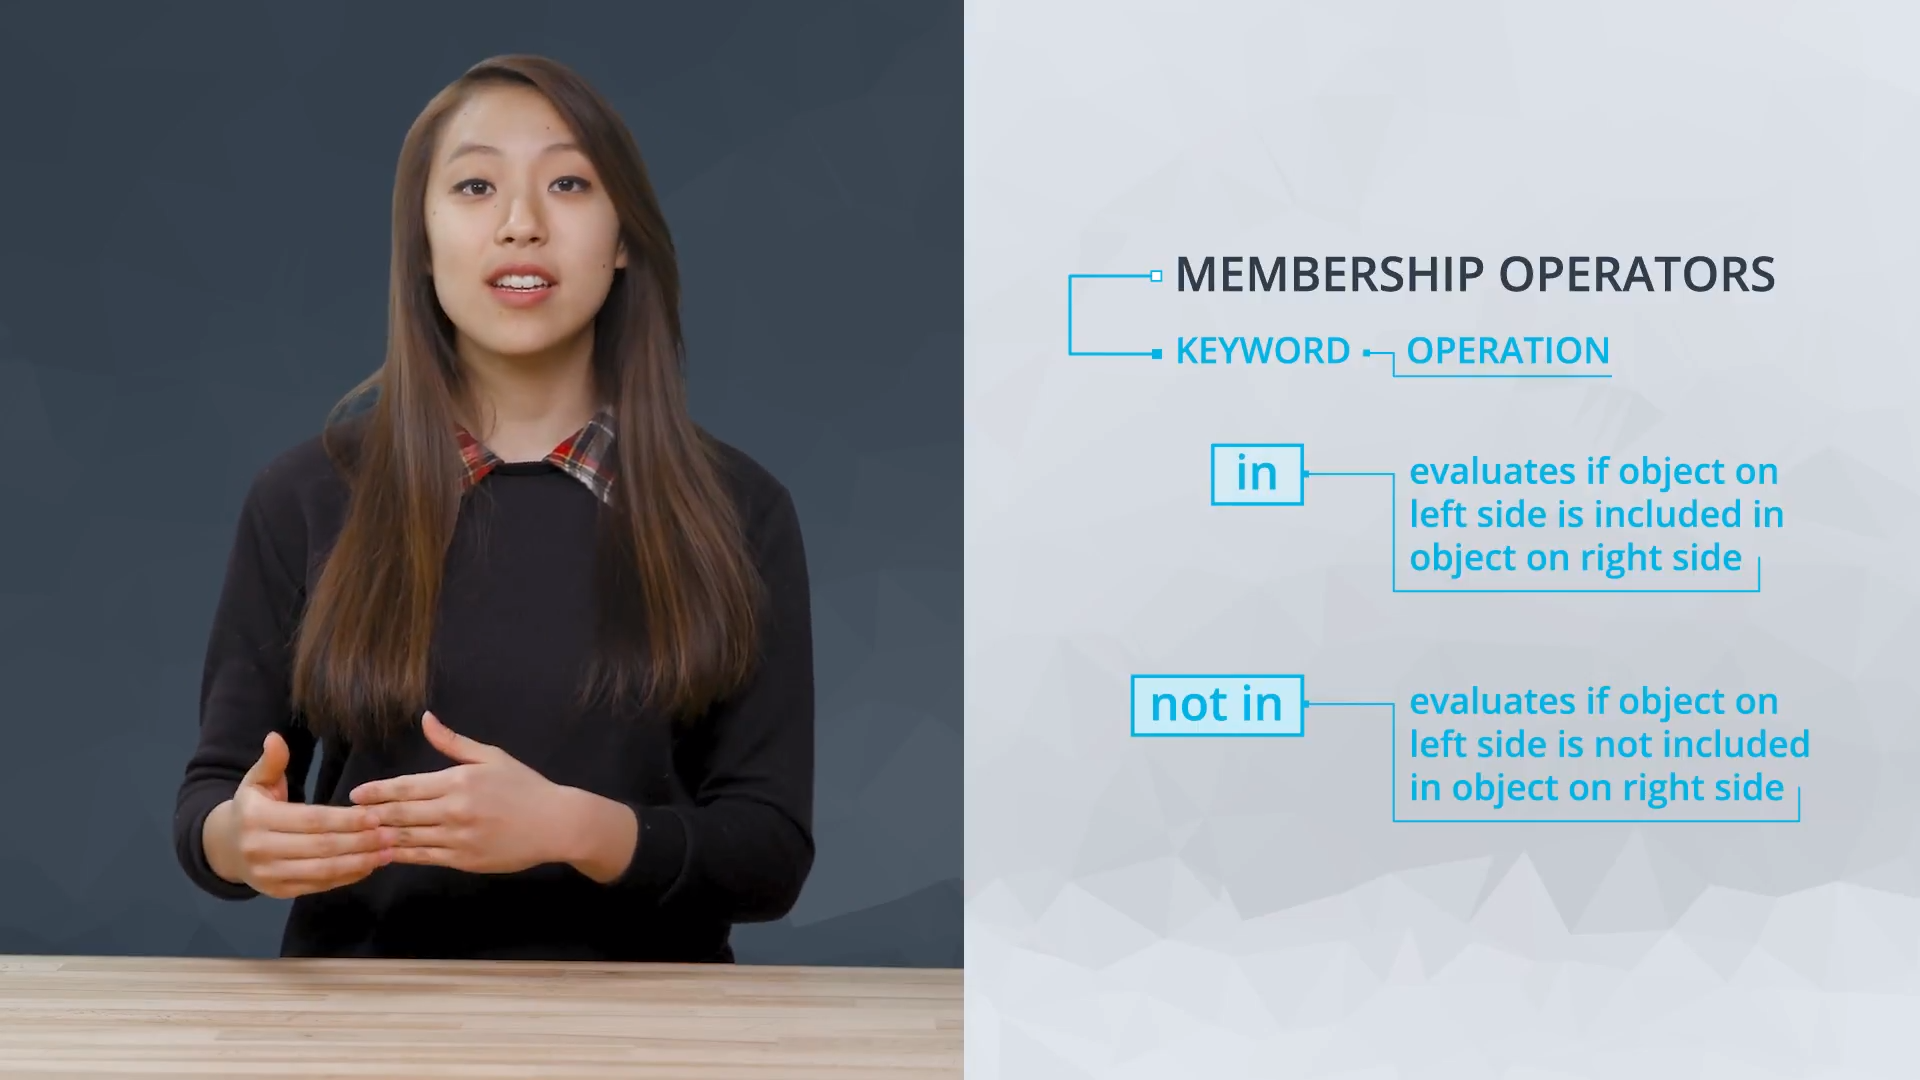 MEMBERSHIP OPERATORS
KEYWORD OPERATION
in
evaluates if object on
left side is included in
object on right side
not in
evaluates if object on
left side is not included
in object on right side